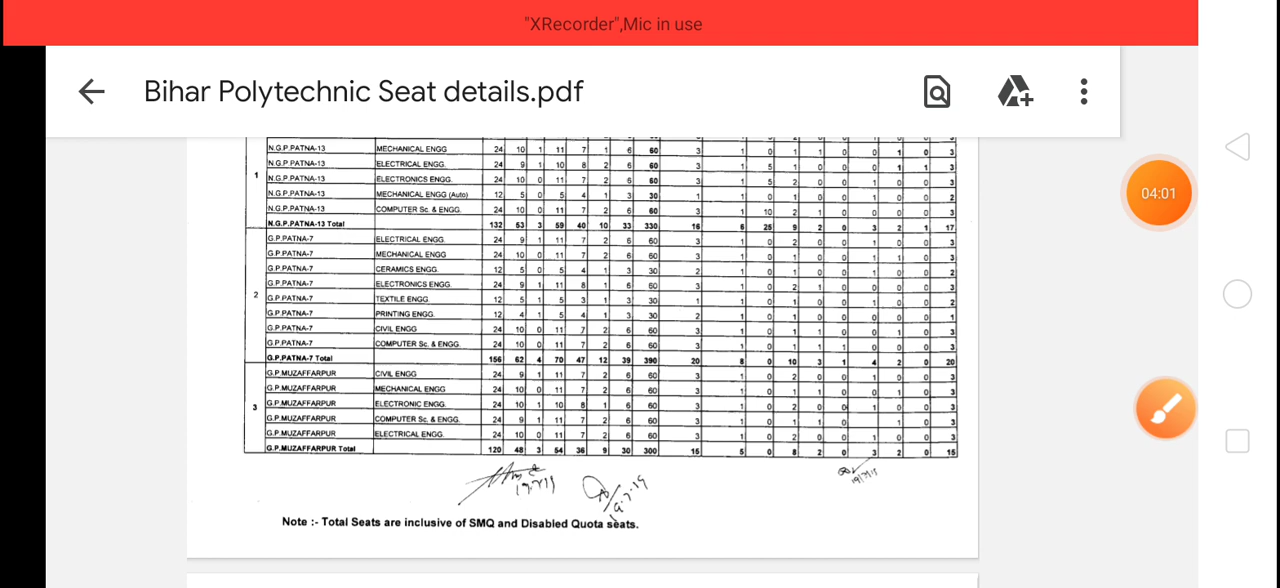 "XRecorder",Mic in use
Bihar Polytechnic Seat details.pdf
04:01
N.G.P.PATNA-13 MECHANICAL ENGG 24 10 1 11 7 1 6 60 3 1 0 1 1 0 0 1 0 3
N.G.P.PATNA-13 ELECTRICAL ENGG. 24 9 1 10 8 2 6 60 3 1 5 1 0 0 0 1 1 3
1 N.G.P.PATNA-13 ELECTRONICS ENGG. 24 10 0 11 7 2 6 60 3 1 5 2 0 0 1 0 0 3
N.G.P.PATNA-13 MECHANICAL ENGG (Auto) 12 5 0 5 4 1 3 30 1 1 0 1 0 0 1 0 0 2
N.G.P.PATNA-13 COMPUTER Sc. & ENGG. 24 10 0 11 7 2 6 60 3 1 10 2 1 0 0 0 0 3
N.G.P.PATNA-13 Total 132 53 3 59 40 10 33 330 16 6 25 9 2 0 3 2 1 17
G.P.PATNA-7 ELECTRICAL ENGG. 24 9 1 11 7 2 6 60 3 1 0 2 0 0 1 0 0 3
G.P.PATNA-7 MECHANICAL ENGG 24 10 0 11 7 2 6 60 3 1 0 1 0 0 1 1 0 3
G.P.PATNA-7 CERAMICS ENGG. 12 5 0 5 4 1 3 30 2 1 0 1 0 0 1 0 0 2
G.P.PATNA-7 ELECTRONICS ENGG. 24 9 1 11 8 1 6 60 3 1 0 2 1 0 0 0 0 3
2 G.P.PATNA-7 TEXTILE ENGG 12 5 1 5 3 1 3 30 1 1 0 1 0 0 1 0 0 2
G.P.PATNA-7 PRINTING ENGG. 12 4 1 5 4 1 3 30 2 1 0 1 0 0 0 0 0 1
G.P.PATNA-7 CIVIL ENGG 24 10 0 11 7 2 6 60 3 1 0 1 1 0 0 1 0 3
G.P.PATNA-7 COMPUTER Sc. & ENGG. 24 10 0 11 7 2 6 60 3 1 0 1 1 1 0 0 0 3
G.P.PATNA-7 Total 156 62 4 70 47 12 39 390 20 8 0 10 3 1 4 2 0 20
G.P.MUZAFFARPUR CIVIL ENGG. 24 9 1 11 7 2 6 60 3 1 0 2 0 0 1 0 0 3
G.P.MUZAFFARPUR MECHANICAL ENGG 24 10 0 11 7 2 6 60 3 1 0 1 1 0 0 1 0 3
3 G.P.MUZAFFARPUR ELECTRONIC ENGG. 24 10 1 10 8 1 6 60 3 1 0 2 0 0 1 0 0 3
G.P.MUZAFFARPUR COMPUTER Sc. & ENGG 24 9 1 11 7 2 6 60 3 1 0 1 1 0 0 1 0 3
G.P.MUZAFFARPUR ELECTRICAL ENGG. 24 10 0 11 7 2 6 60 3 1 0 2 0 0 1 0 0 3
G.P.MUZAFFARPUR Total 120 48 3 54 36 9 30 300 15 5 0 8 2 0 3 2 0 15
Note :- Total Seats are inclusive of SMQ and Disabled Quota seats.